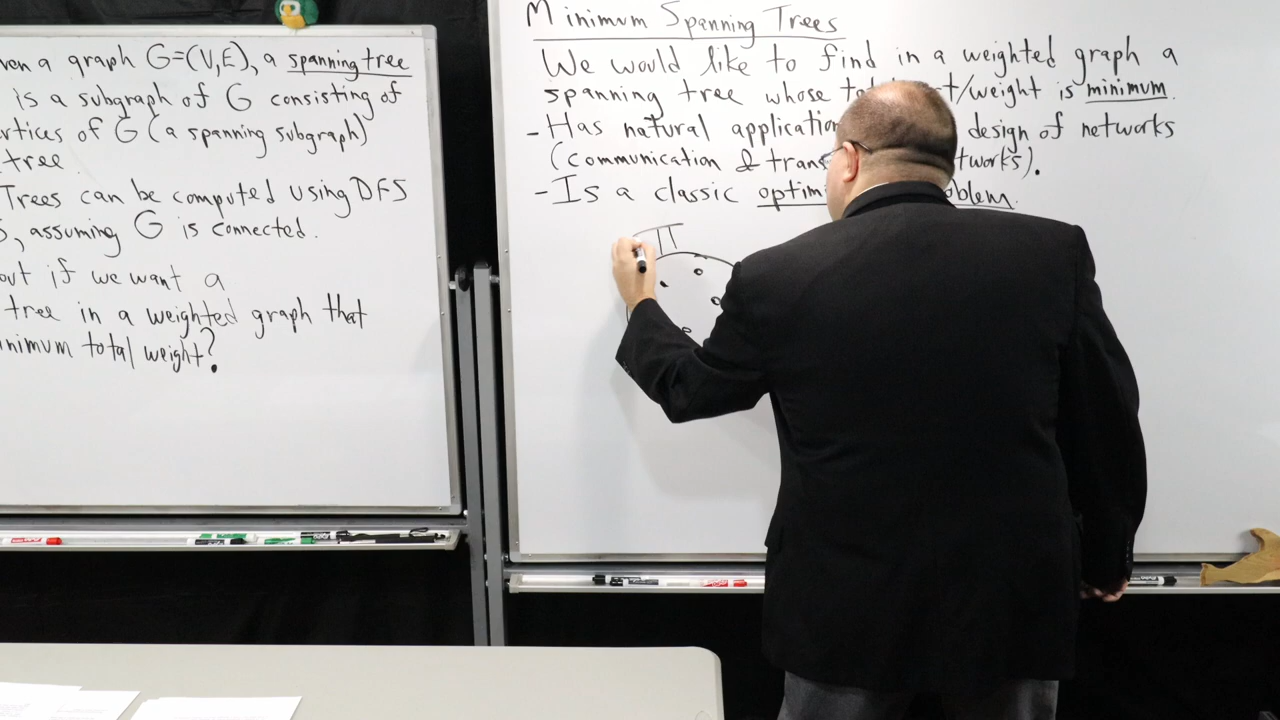 ven a graph G=(V,E), a spanning tree
is a subgraph of G consisting of
rtices of G (a spanning subgraph)
tree.
Trees can be computed using DFS
S, assuming G is connected.
out if we want a
tree in a weighted graph that
nimum total weight?
Minimum Spanning Trees
We would like to find in a weighted graph a
spanning tree whose t/weight is minimum.
- Has natural application design of networks
(communication & tran tworks).
- Is a classic optim oblem.